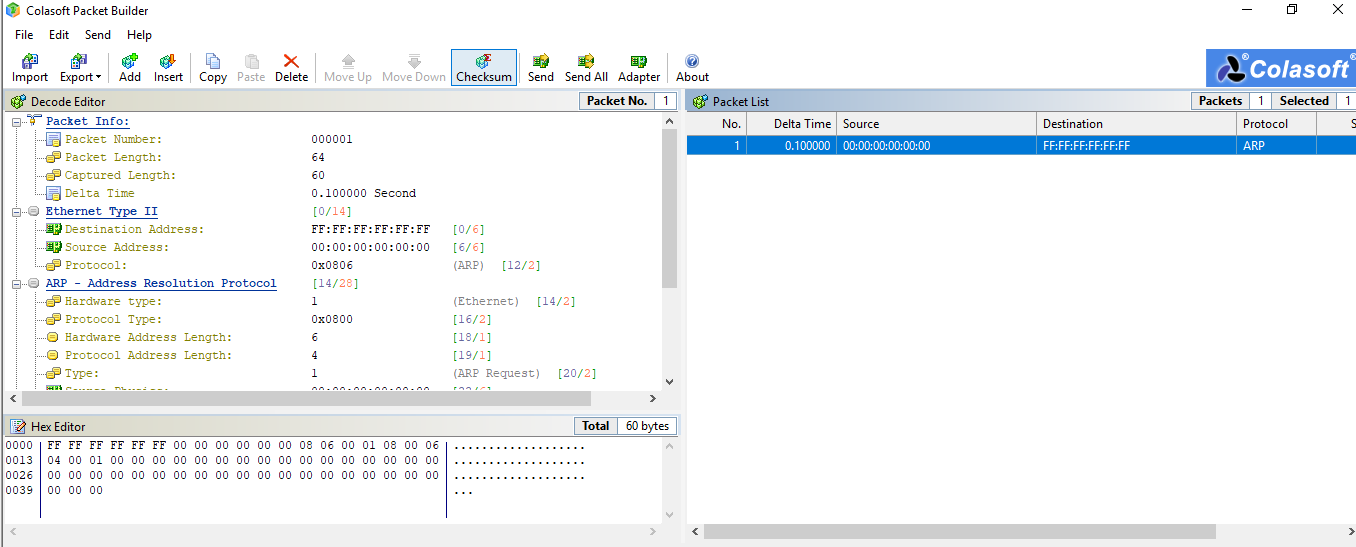 Colasoft Packet Builder
File Edit Send Help
Import Export Add Insert Copy Paste Delete Move Up Move Down Checksum Send Send All Adapter About
Colasoft®
Decode Editor Packet No. 1
Packet Info:
Packet Number: 000001
Packet Length: 64
Captured Length: 60
Delta Time 0.100000 Second
Ethernet Type II [0/14]
Destination Address: FF:FF:FF:FF:FF:FF [0/6]
Source Address: 00:00:00:00:00:00 [6/6]
Protocol: 0x0806 (ARP) [12/2]
ARP - Address Resolution Protocol [14/28]
Hardware type: 1 (Ethernet) [14/2]
Protocol Type: 0x0800 [16/2]
Hardware Address Length: 6 [18/1]
Protocol Address Length: 4 [19/1]
Type: 1 (ARP Request) [20/2]
Hex Editor Total 60 bytes
0000 FF FF FF FF FF FF 00 00 00 00 00 00 08 06 00 01 08 00 06 ...................
0013 04 00 01 00 00 00 00 00 00 00 00 00 00 00 00 00 00 00 00 ...................
0026 00 00 00 00 00 00 00 00 00 00 00 00 00 00 00 00 00 00 00 ...................
0039 00 00 00 ...
Packet List Packets 1 Selected 1
No. Delta Time Source Destination Protocol S
1 0.100000 00:00:00:00:00:00 FF:FF:FF:FF:FF:FF ARP